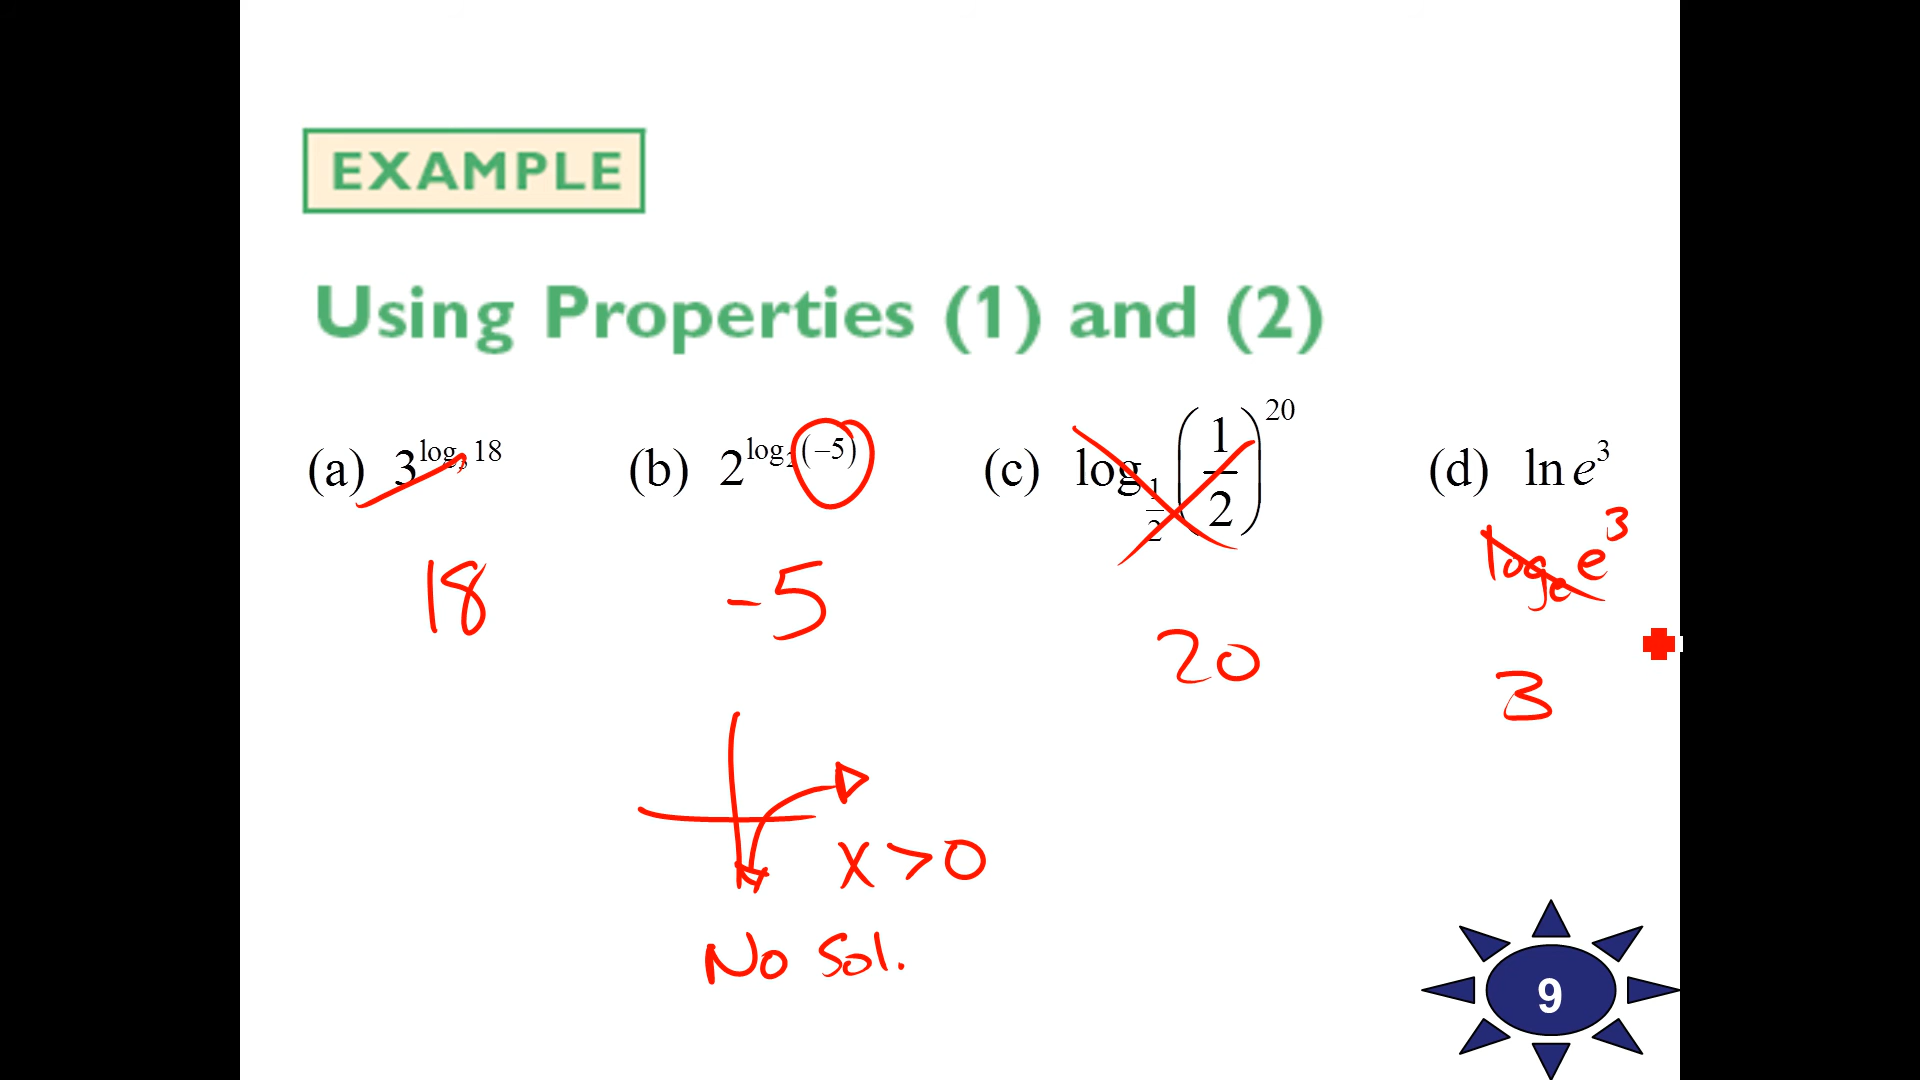 EXAMPLE
Using Properties (1) and (2)
(a) 3^log₃ 18 (b) 2^log₂(−5) (c) log_1/2 (1/2)^20 (d) ln e³
logₑ e³
18 -5 20 3
x > 0
No Sol.
9